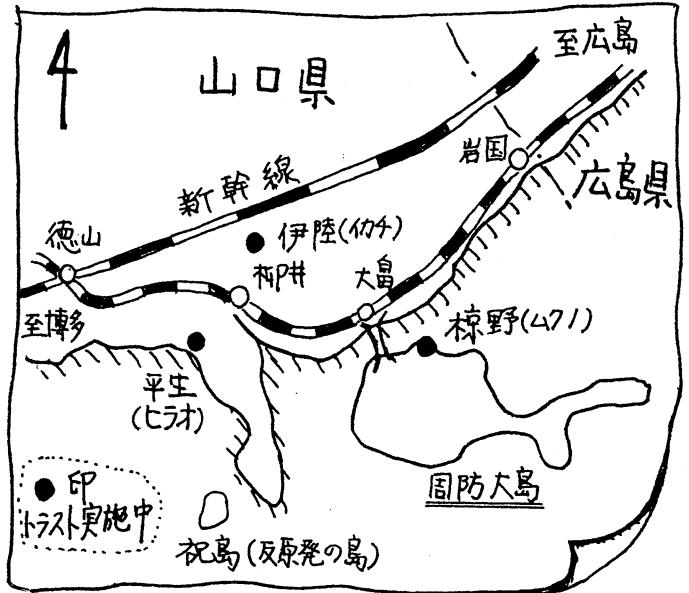 至広島
山口県
岩国
新幹線
広島県
徳山
伊陸(イカチ)
柳井
大畠
至博多
椋野(ムクノ)
平生
(ヒラオ)
周防大島
印
トラスト実施中
祝島(反原発の島)